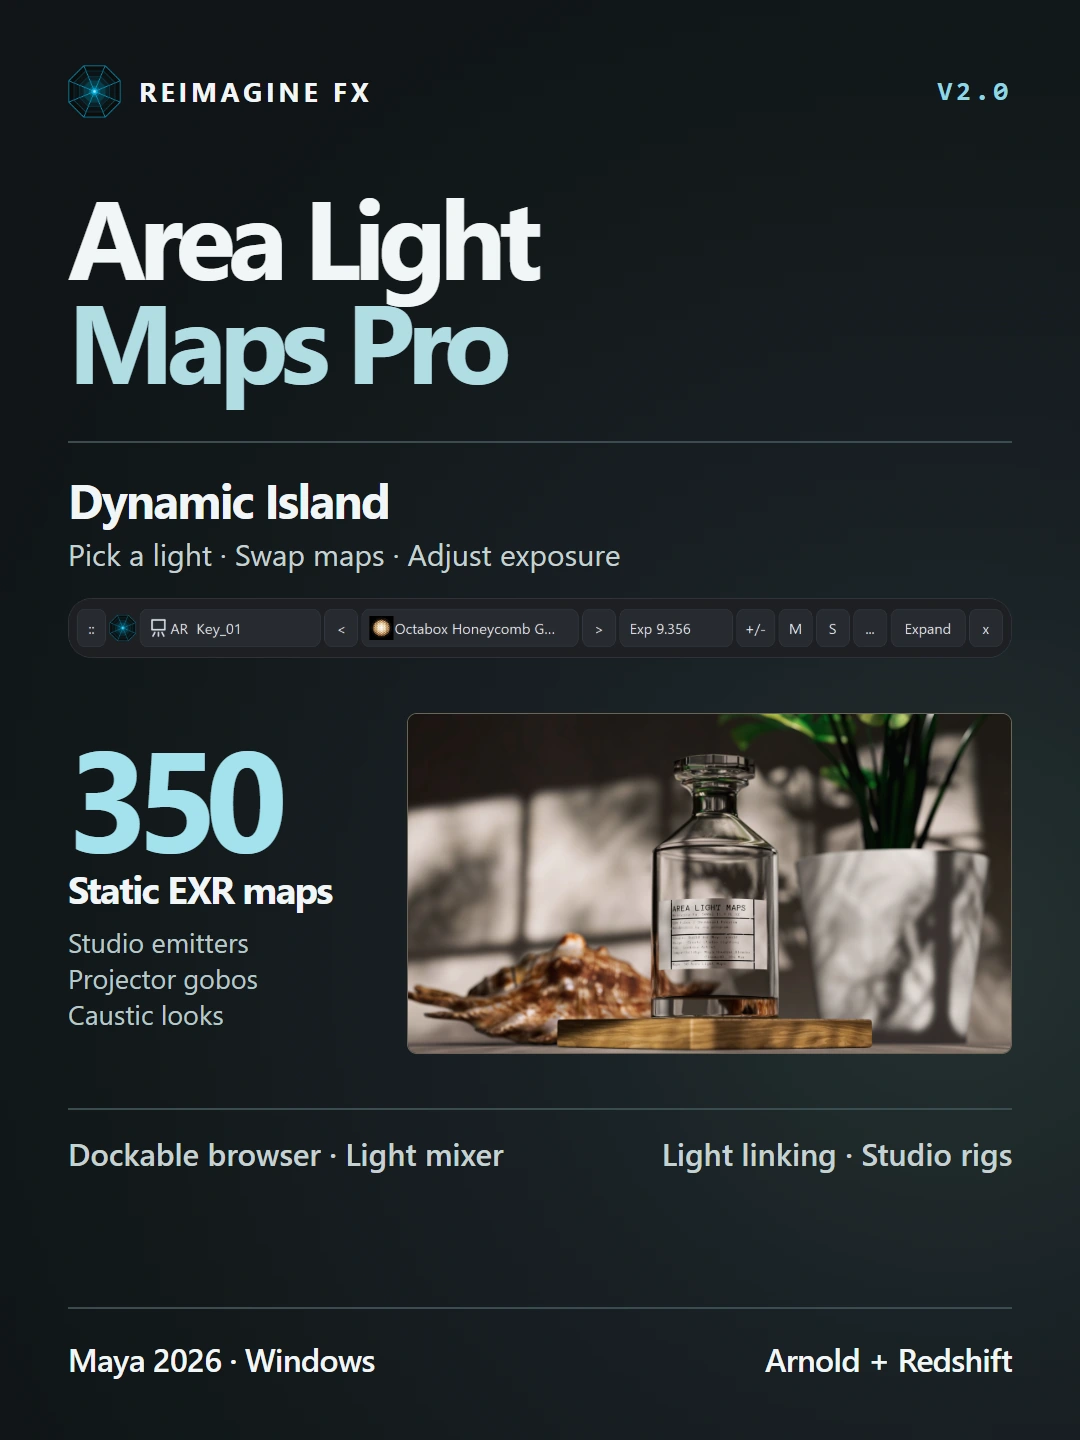 REIMAGINE FX
V2.0
Area Light
Maps Pro
Dynamic Island
Pick a light · Swap maps · Adjust exposure
:: AR Key_01 < Octabox Honeycomb G... > Exp 9.356 +/- M S ... Expand x
350
Static EXR maps
Studio emitters
Projector gobos
Caustic looks
AREA LIGHT MAPS
Dockable browser · Light mixer
Light linking · Studio rigs
Maya 2026 · Windows
Arnold + Redshift